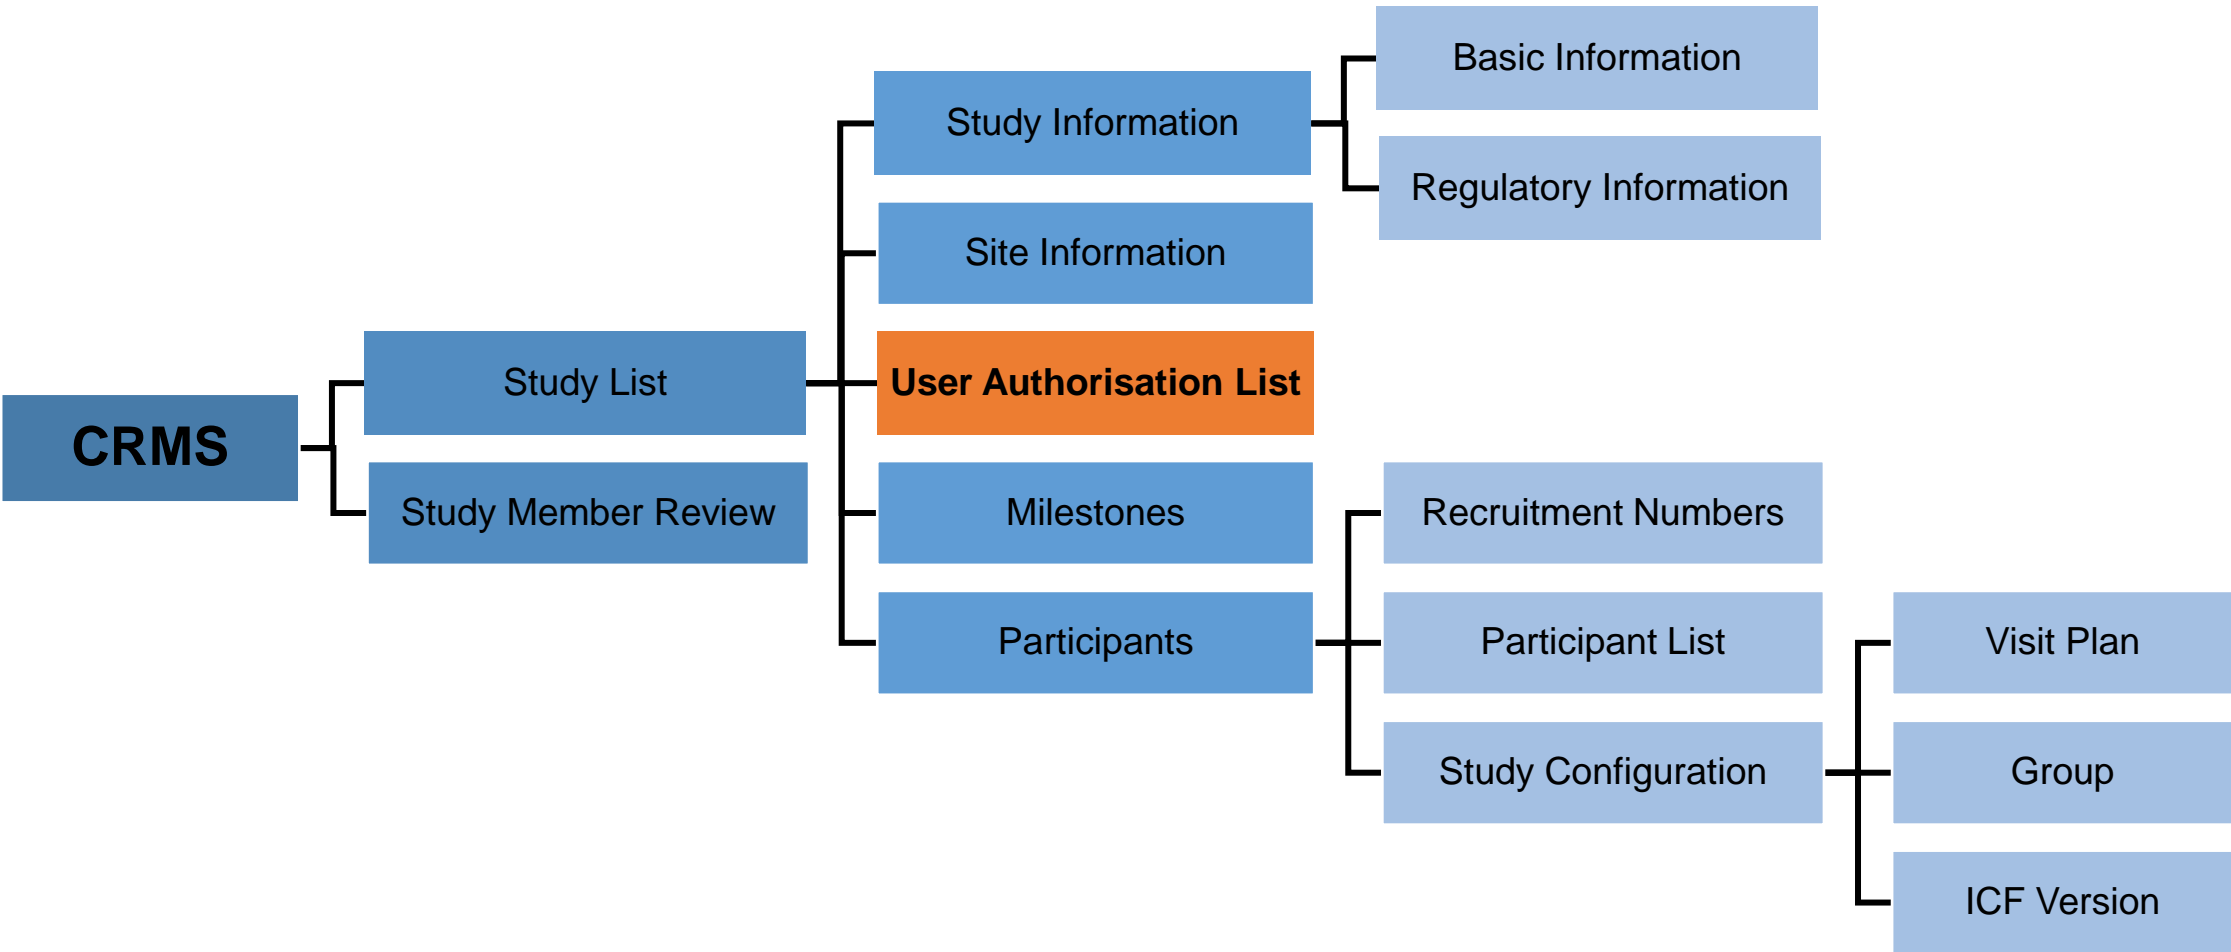 CRMS
Study List
Study Member Review
Study Information
Site Information
User Authorisation List
Milestones
Participants
Basic Information
Regulatory Information
Recruitment Numbers
Participant List
Study Configuration
Visit Plan
Group
ICF Version